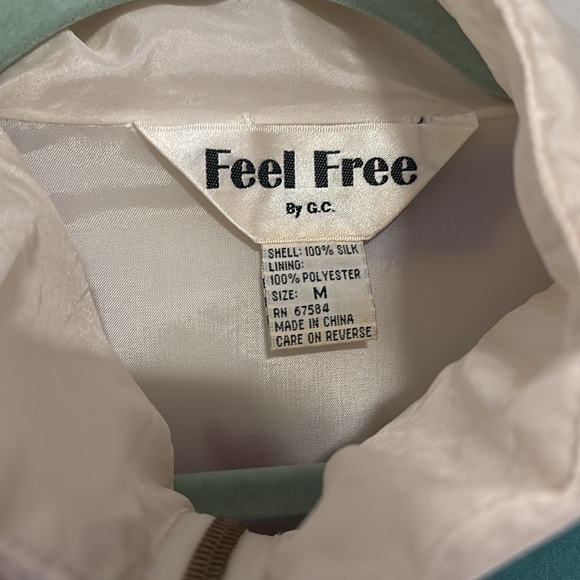 Feel Free
By G.C.
SHELL: 100% SILK
LINING:
100% POLYESTER
SIZE: M
RN 67584
MADE IN CHINA
CARE ON REVERSE